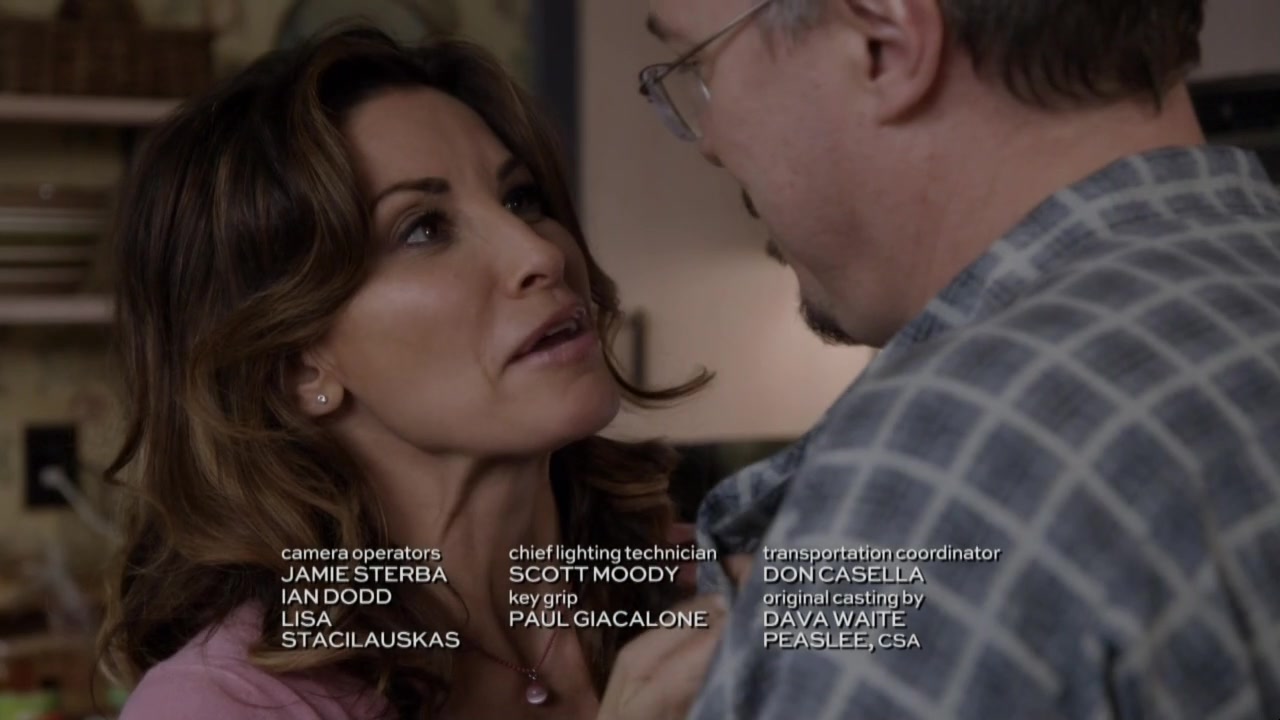 camera operators
JAMIE STERBA
IAN DODD
LISA
STACILAUSKAS
chief lighting technician
SCOTT MOODY
key grip
PAUL GIACALONE
transportation coordinator
DON CASELLA
original casting by
DAVA WAITE
PEASLEE, CSA